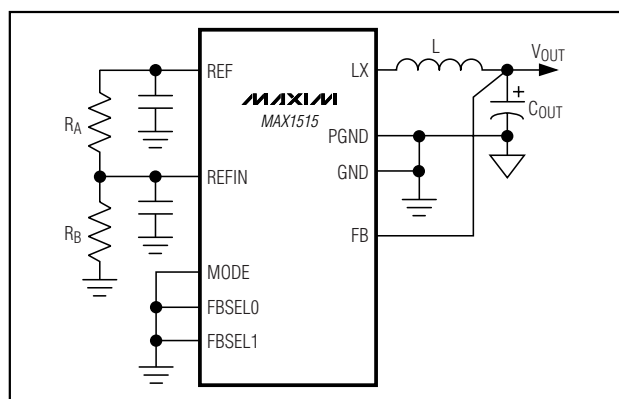 REF
LX
L
VOUT
MAXIM
MAX1515
+
COUT
RA
PGND
REFIN
GND
RB
FB
MODE
FBSEL0
FBSEL1